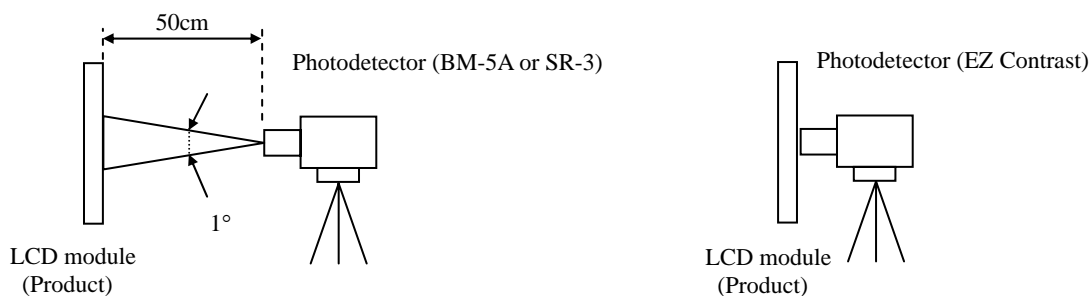 50cm
Photodetector (BM-5A or SR-3)
1°
LCD module
(Product)
Photodetector (EZ Contrast)
LCD module
(Product)